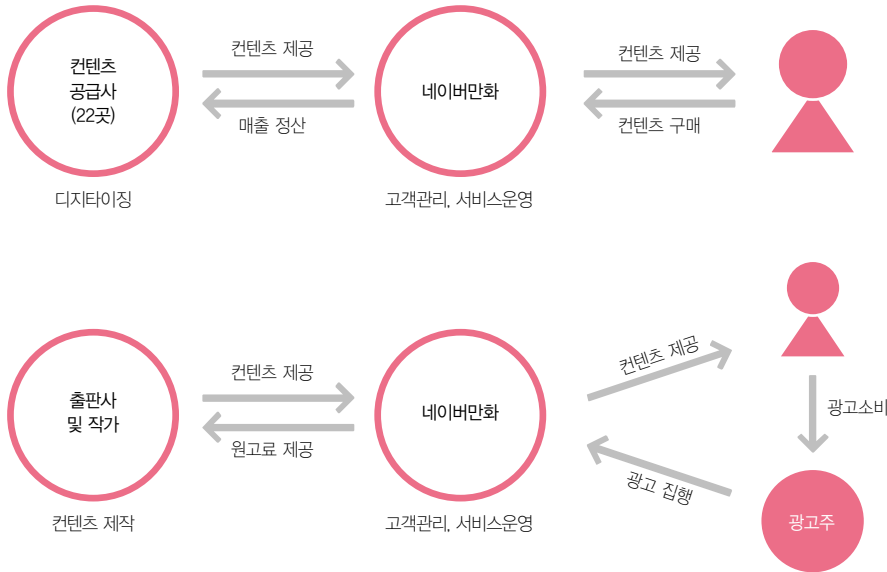 컨텐츠
공급사
(22곳)
디지타이징
컨텐츠 제공
매출 정산
네이버만화
고객관리, 서비스운영
컨텐츠 제공
컨텐츠 구매
출판사
및 작가
컨텐츠 제작
컨텐츠 제공
원고료 제공
네이버만화
고객관리, 서비스운영
컨텐츠 제공
광고 집행
광고소비
광고주